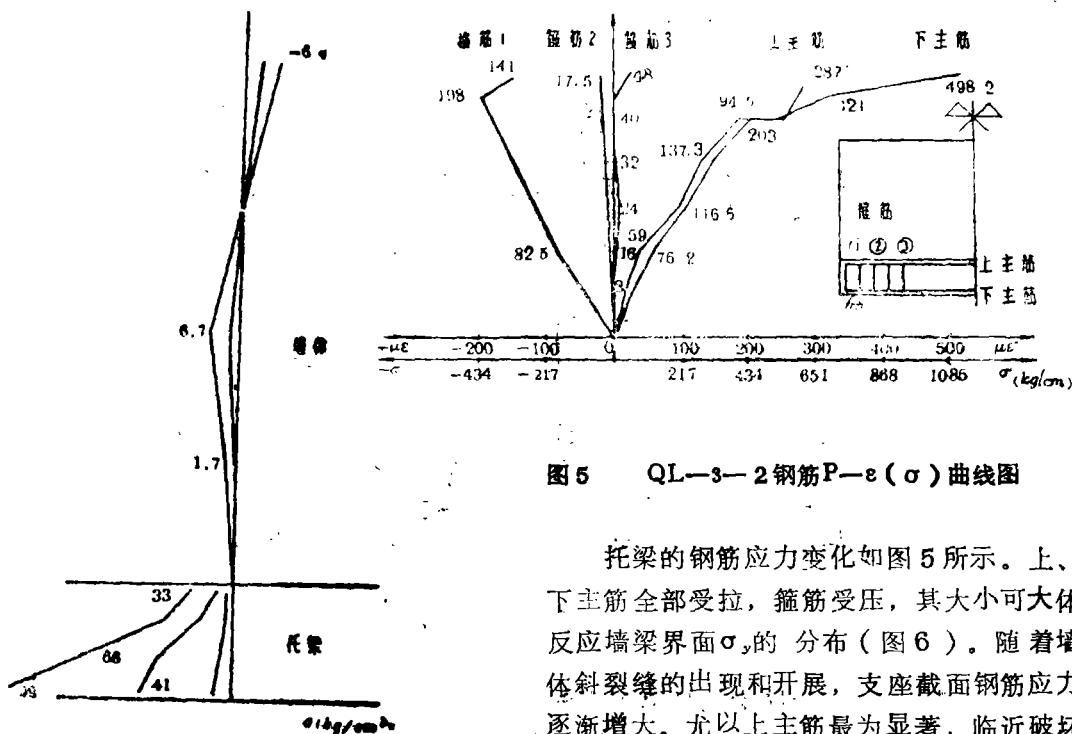 -6
6.7
墙体
1.7
33
66
99
41
托梁
箍筋1
箍筋2
箍筋3
上主筋
下主筋
141
198
82.5
17.5
48
40
32
24
16
59
137.3
203
116.5
76.2
287
321
498.2
箍筋
② ③
上主筋
下主筋
-με -200 -100 0 100 200 300 400 500 με
-σ -434 -217 217 434 651 868 1085 σ(kg/cm)
图5 QL—3—2钢筋P—ε(σ)曲线图
托梁的钢筋应力变化如图5所示。上、
下主筋全部受拉，箍筋受压，其大小可大体
反应墙梁界面σy的 分布（图6）。随着墙
体斜裂缝的出现和开展，支座截面钢筋应力
逐渐增大。尤以上主筋最为显著，临近破坏